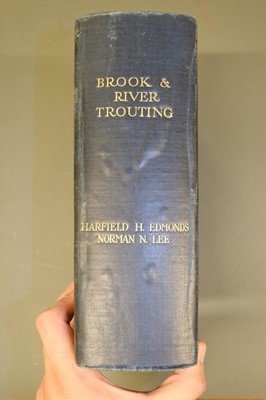 BROOK &
RIVER
TROUTING
HARFIELD H. EDMONDS
NORMAN N. LEE